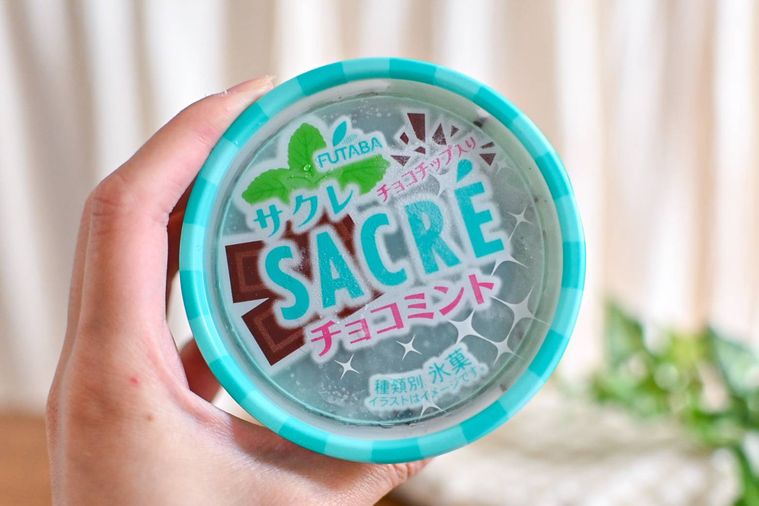 FUTABA
チョコチップ入り
サクレ
SACRÉ
チョコミント
種類別 氷菓
イラストはイメージです。